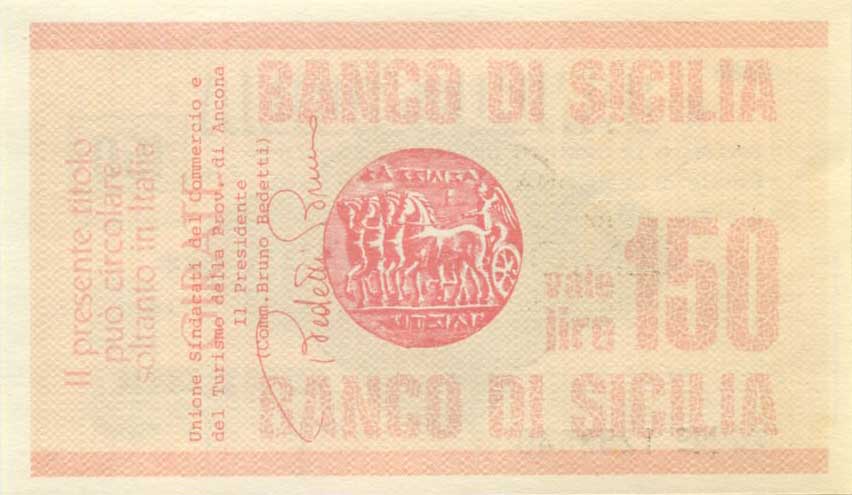 Il presente titolo
puo circolare
soltanto in Italia
Unione Sindacati del Commercio e
del Turismo della Prov. di Ancona
Il Presidente
(Comm.Bruno Bedetti)
BANCO DI SICILIA
vale
lire
150
BANCO DI SICILIA